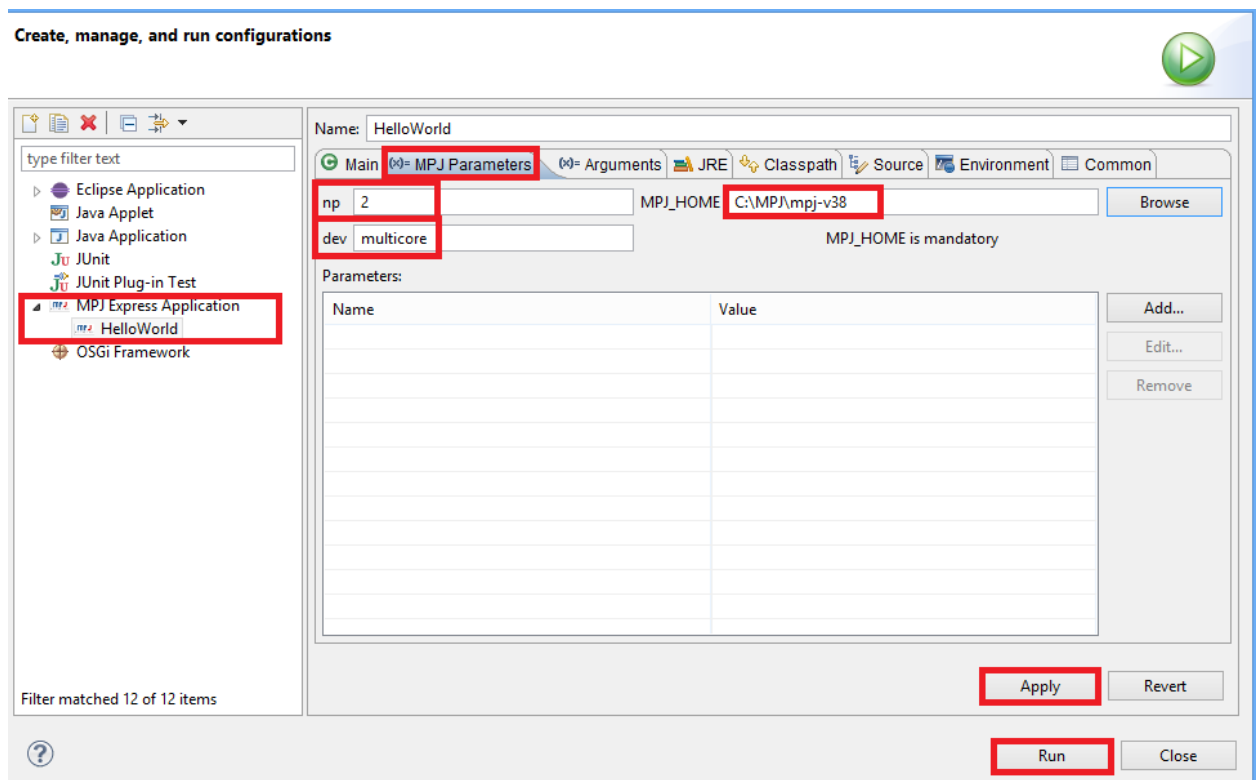 Create, manage, and run configurations
Name: HelloWorld
type filter text
Main (x)= MPJ Parameters (x)= Arguments JRE Classpath Source Environment Common
Eclipse Application
Java Applet
Java Application
JUnit
JUnit Plug-in Test
MPJ Express Application
HelloWorld
OSGi Framework
np 2 MPJ_HOME C:\MPJ\mpj-v38 Browse
dev multicore MPJ_HOME is mandatory
Parameters:
Name Value Add...
Edit...
Remove
Filter matched 12 of 12 items
Apply Revert
Run Close